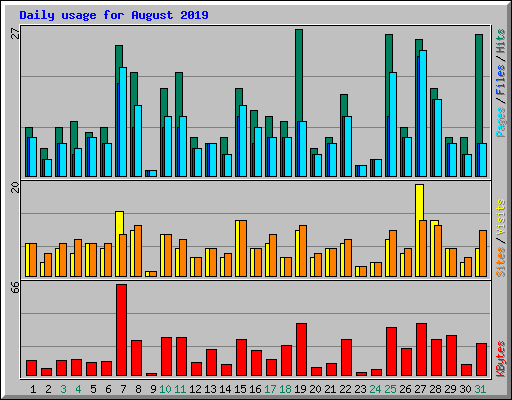 Daily usage for August 2019
27
Pages/Files/Hits
20
Sites/Visits
66
KBytes
1 2 3 4 5 6 7 8 9 10 11 12 13 14 15 16 17 18 19 20 21 22 23 24 25 26 27 28 29 30 31